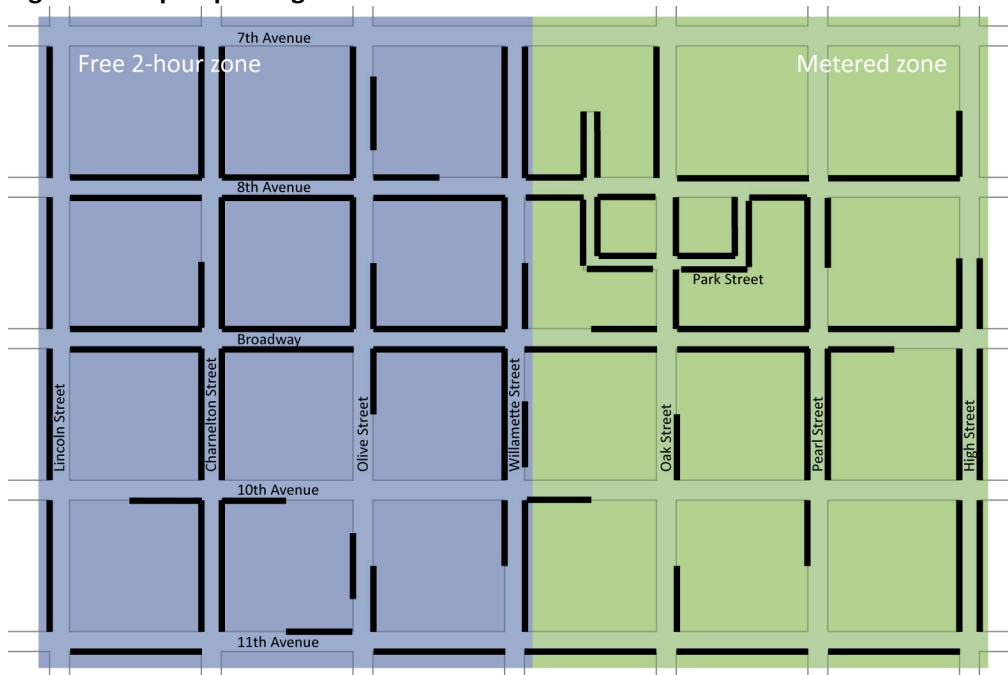 7th Avenue
Free 2-hour zone
Metered zone
8th Avenue
Park Street
Broadway
Lincoln Street
Charnelton Street
Olive Street
Willamette Street
Oak Street
Pearl Street
High Street
10th Avenue
11th Avenue